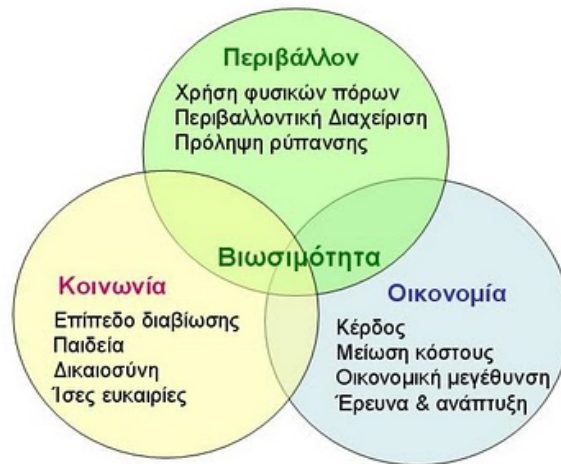 Περιβάλλον
Χρήση φυσικών πόρων
Περιβαλλοντική Διαχείριση
Πρόληψη ρύπανσης
Βιωσιμότητα
Κοινωνία
Επίπεδο διαβίωσης
Παιδεία
Δικαιοσύνη
Ίσες ευκαιρίες
Οικονομία
Κέρδος
Μείωση κόστους
Οικονομική μεγέθυνση
Έρευνα & ανάπτυξη